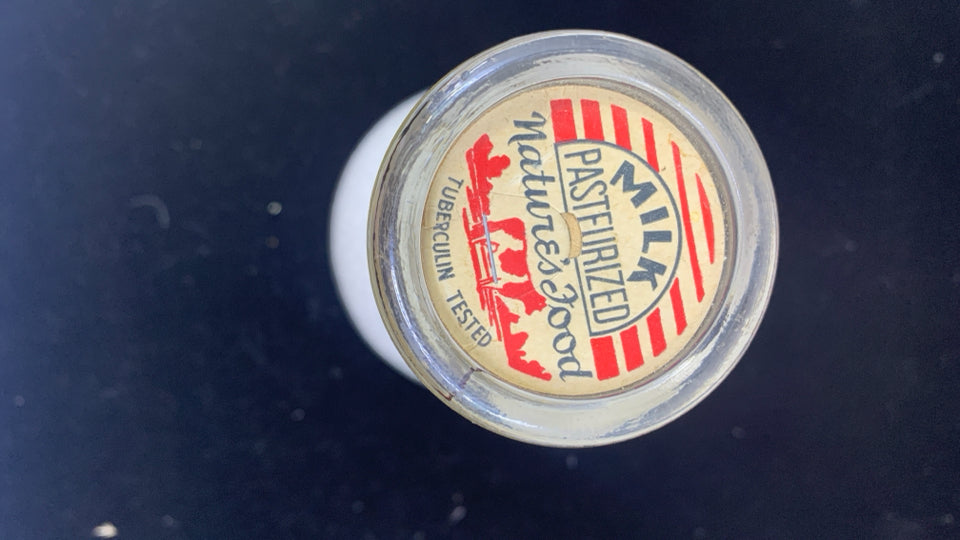 MILK
PASTEURIZED
Nature's Food
TUBERCULIN TESTED